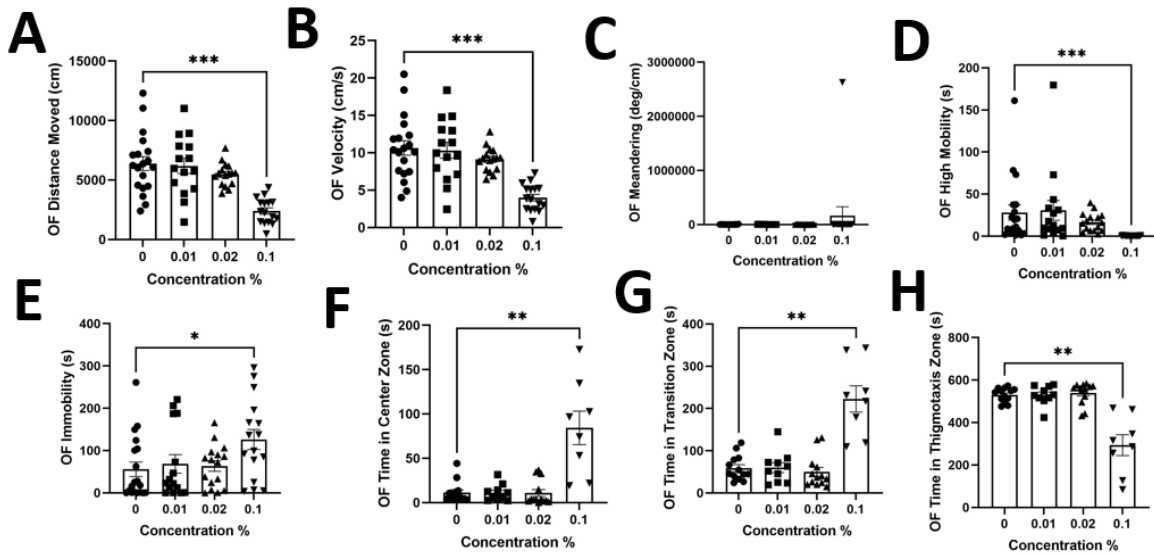 A
OF Distance Moved (cm)
15000
10000
5000
0
***
0 0.01 0.02 0.1
Concentration %
B
OF Velocity (cm/s)
25
20
15
10
5
0
***
0 0.01 0.02 0.1
Concentration %
C
OF Meandering (deg/cm)
3000000
2000000
1000000
0
0 0.01 0.02 0.1
Concentration %
D
OF High Mobility (s)
200
150
100
50
0
***
0 0.01 0.02 0.1
Concentration %
E
OF Immobility (s)
400
300
200
100
0
*
0 0.01 0.02 0.1
Concentration %
F
OF Time in Center Zone (s)
200
150
100
50
0
**
0 0.01 0.02 0.1
Concentration %
G
OF Time in Transition Zone (s)
400
300
200
100
0
**
0 0.01 0.02 0.1
Concentration %
H
OF Time in Thigmotaxis Zone (s)
800
600
400
200
0
**
0 0.01 0.02 0.1
Concentration %